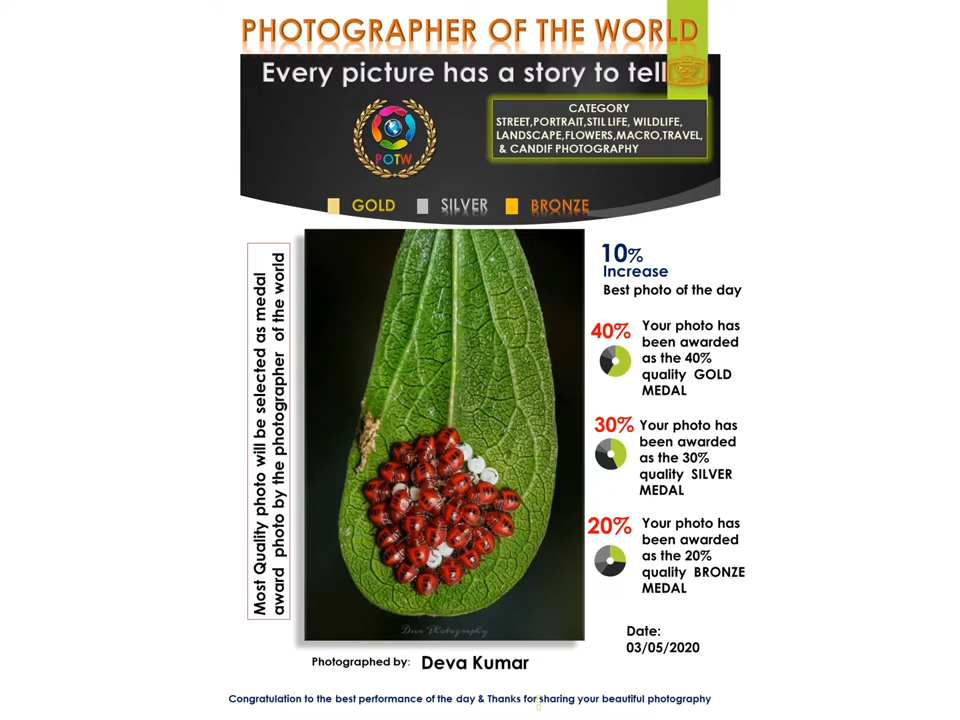 PHOTOGRAPHER OF THE WORLD
Every picture has a story to tell
CATEGORY
STREET,PORTRAIT,STIL LIFE, WILDLIFE,
LANDSCAPE,FLOWERS,MACRO,TRAVEL,
& CANDIF PHOTOGRAPHY
POTW
GOLD
SILVER
BRONZE
Most Quality photo will be selected as medal
award photo by the photographer of the world
10%
Increase
Best photo of the day
40%
Your photo has
been awarded
as the 40%
quality GOLD
MEDAL
30%
Your photo has
been awarded
as the 30%
quality SILVER
MEDAL
20%
Your photo has
been awarded
as the 20%
quality BRONZE
MEDAL
Deva Photography
Date:
03/05/2020
Photographed by: Deva Kumar
Congratulation to the best performance of the day & Thanks for sharing your beautiful photography